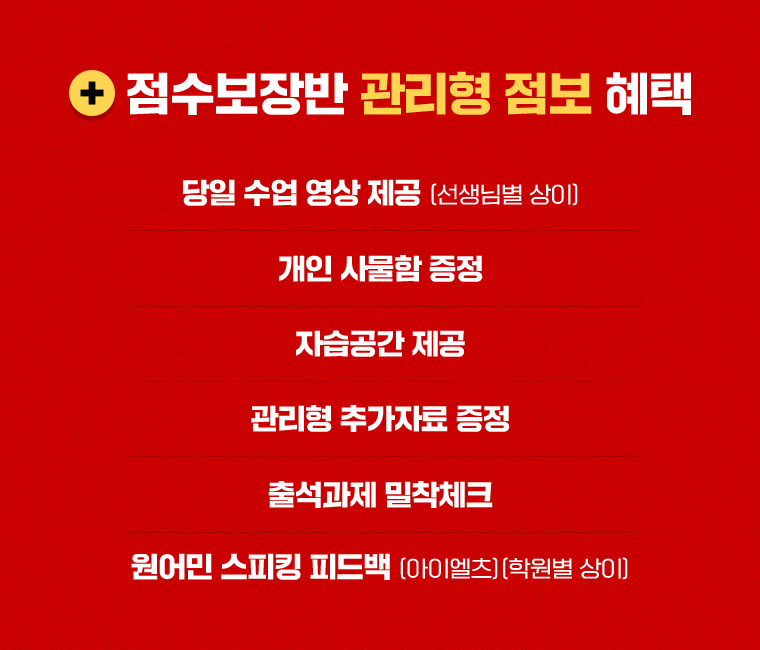 점수보장반 관리형 점보 혜택
당일 수업 영상 제공 (선생님별 상이)
개인 사물함 증정
자습공간 제공
관리형 추가자료 증정
출석과제 밀착체크
원어민 스피킹 피드백 (아이엘츠)(학원별 상이)